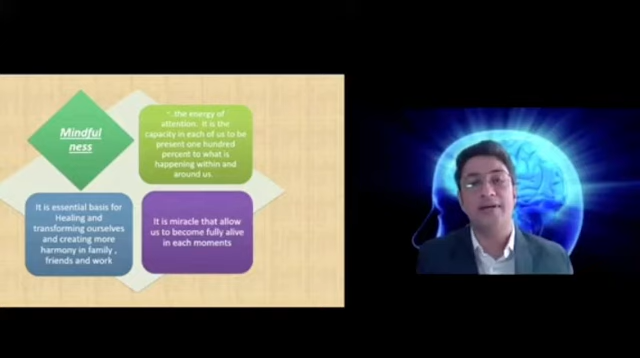 Mindful
ness
"..the energy of
attention. It is the
capacity in each of us to be
present one hundred
percent to what is
happening within and
around us.
It is essential basis for
Healing and
transforming ourselves
and creating more
harmony in family ,
friends and work
It is miracle that allow
us to become fully alive
in each moments